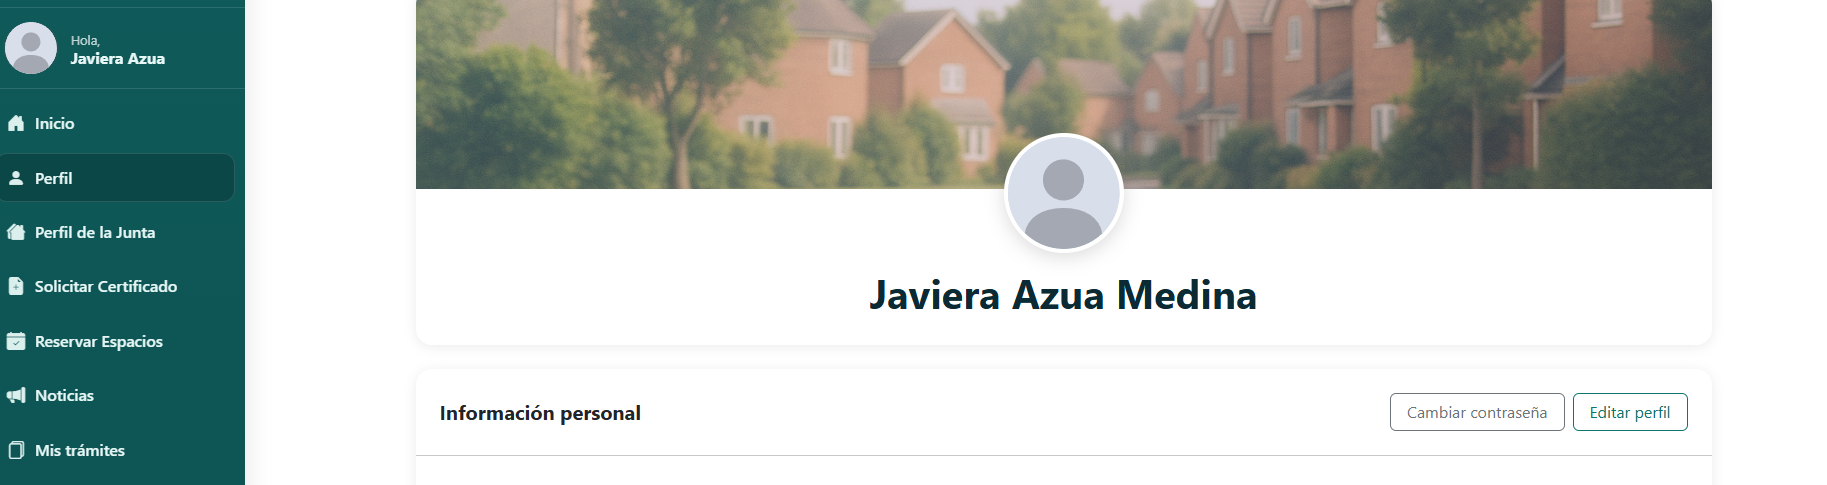 Hola,
Javiera Azua
Inicio
Perfil
Perfil de la Junta
Solicitar Certificado
Reservar Espacios
Noticias
Mis trámites
Javiera Azua Medina
Información personal
Cambiar contraseña
Editar perfil